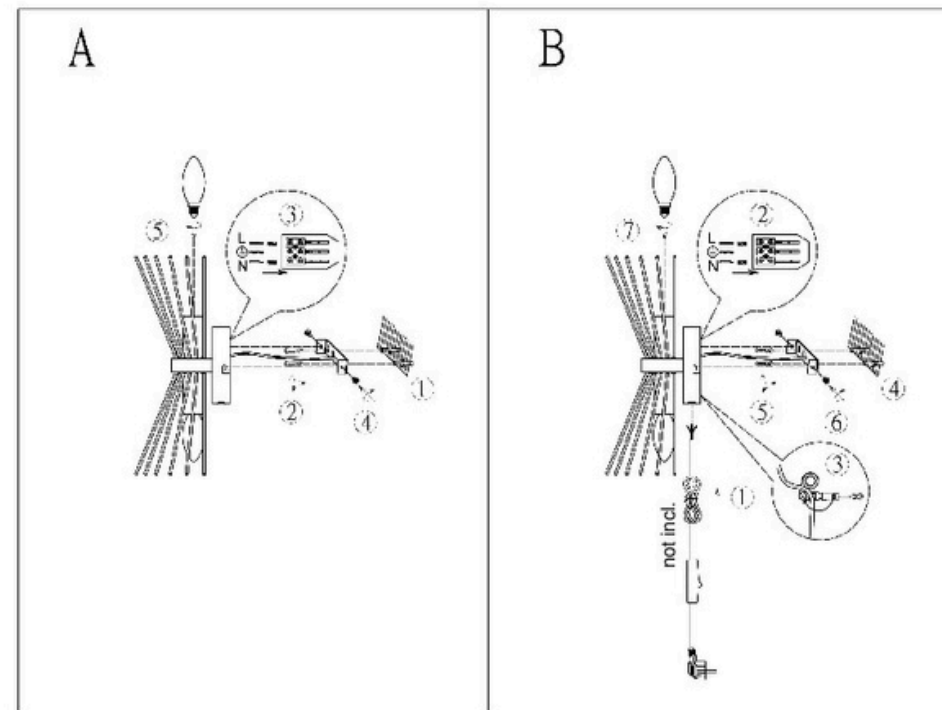 A
⑤
③
L
N
①
②
④
B
⑦
②
L
N
④
⑤
⑥
③
①
not incl.